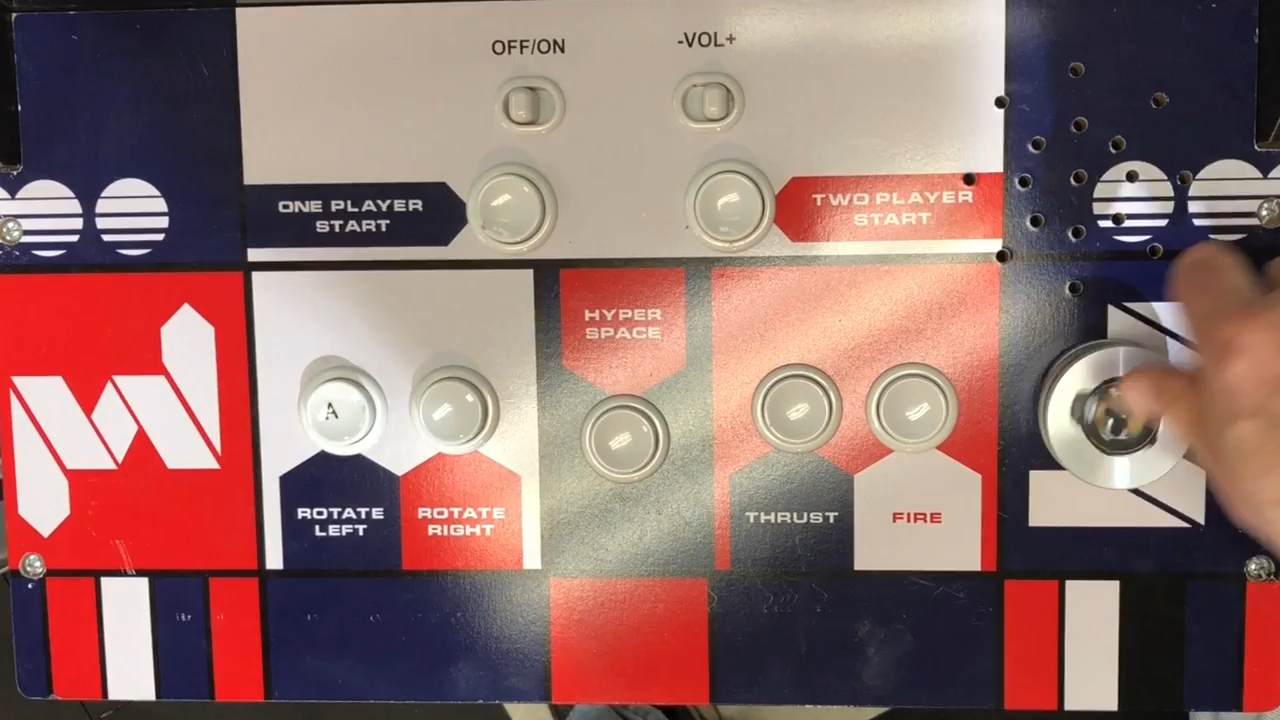 OFF/ON
-VOL+
ONE PLAYER
START
TWO PLAYER
START
HYPER
SPACE
A
ROTATE
LEFT
ROTATE
RIGHT
THRUST
FIRE